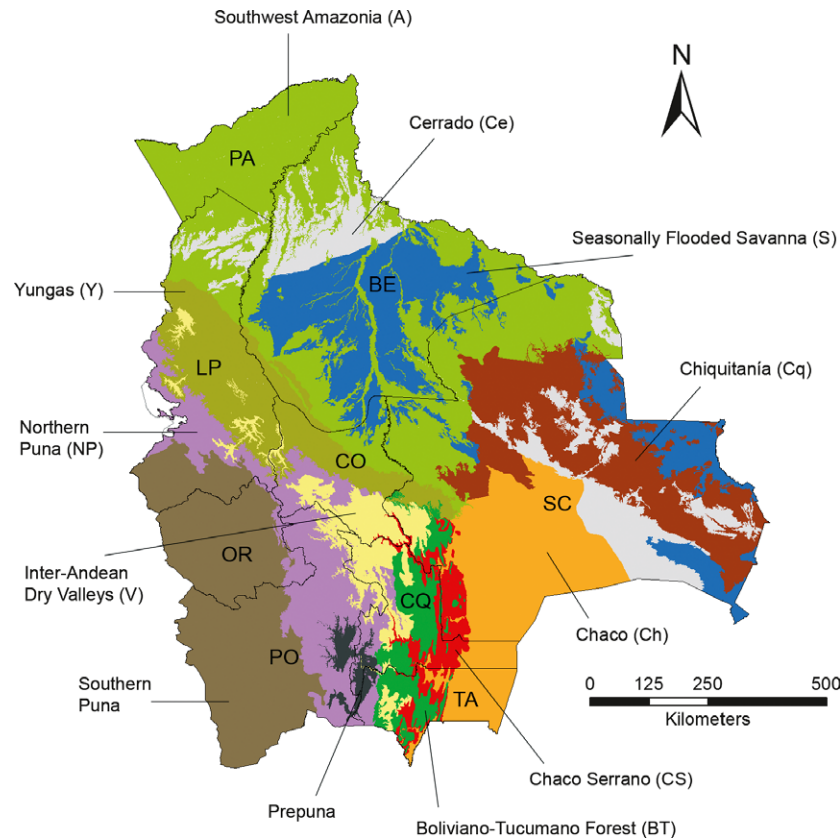 Southwest Amazonia (A)
N
Cerrado (Ce)
PA
Seasonally Flooded Savanna (S)
BE
Yungas (Y)
LP
Chiquitanía (Cq)
Northern
Puna (NP)
CO
SC
OR
Inter-Andean
Dry Valleys (V)
CQ
Chaco (Ch)
PO
Southern
Puna
TA
0 125 250 500
Kilometers
Chaco Serrano (CS)
Prepuna
Boliviano-Tucumano Forest (BT)